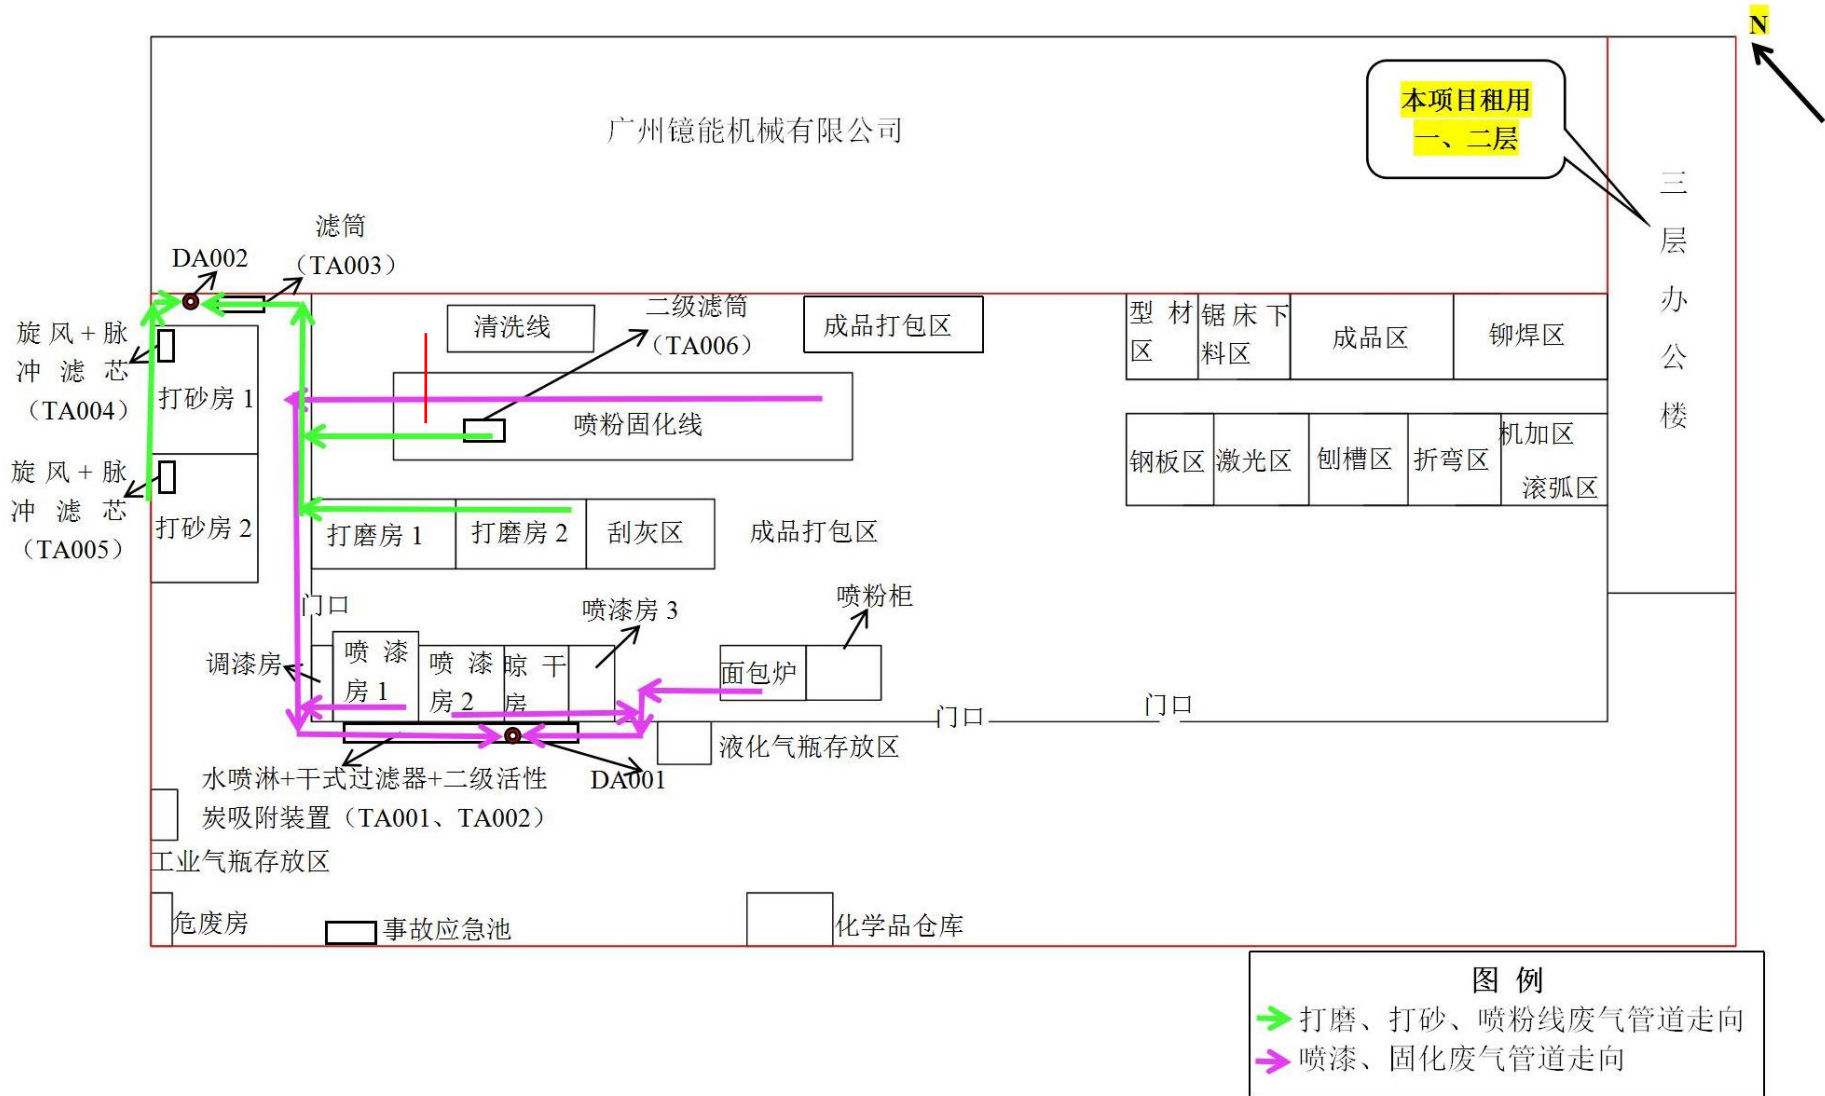 N
本项目租用
一、二层
广州镱能机械有限公司
三层办公楼
滤筒
（TA003）
DA002
二级滤筒
（TA006）
清洗线
成品打包区
型材
区
锯床下
料区
成品区
铆焊区
旋风+脉
冲滤芯
（TA004）
打砂房 1
喷粉固化线
钢板区
激光区
刨槽区
折弯区
机加区
滚弧区
旋风+脉
冲滤芯
（TA005）
打砂房 2
打磨房 1
打磨房 2
刮灰区
成品打包区
门口
喷漆房 3
喷粉柜
调漆房
喷漆
房 1
喷漆
房 2
晾干
房
面包炉
门口
门口
液化气瓶存放区
水喷淋+干式过滤器+二级活性
炭吸附装置（TA001、TA002）
DA001
工业气瓶存放区
危废房
事故应急池
化学品仓库
图 例
打磨、打砂、喷粉线废气管道走向
喷漆、固化废气管道走向